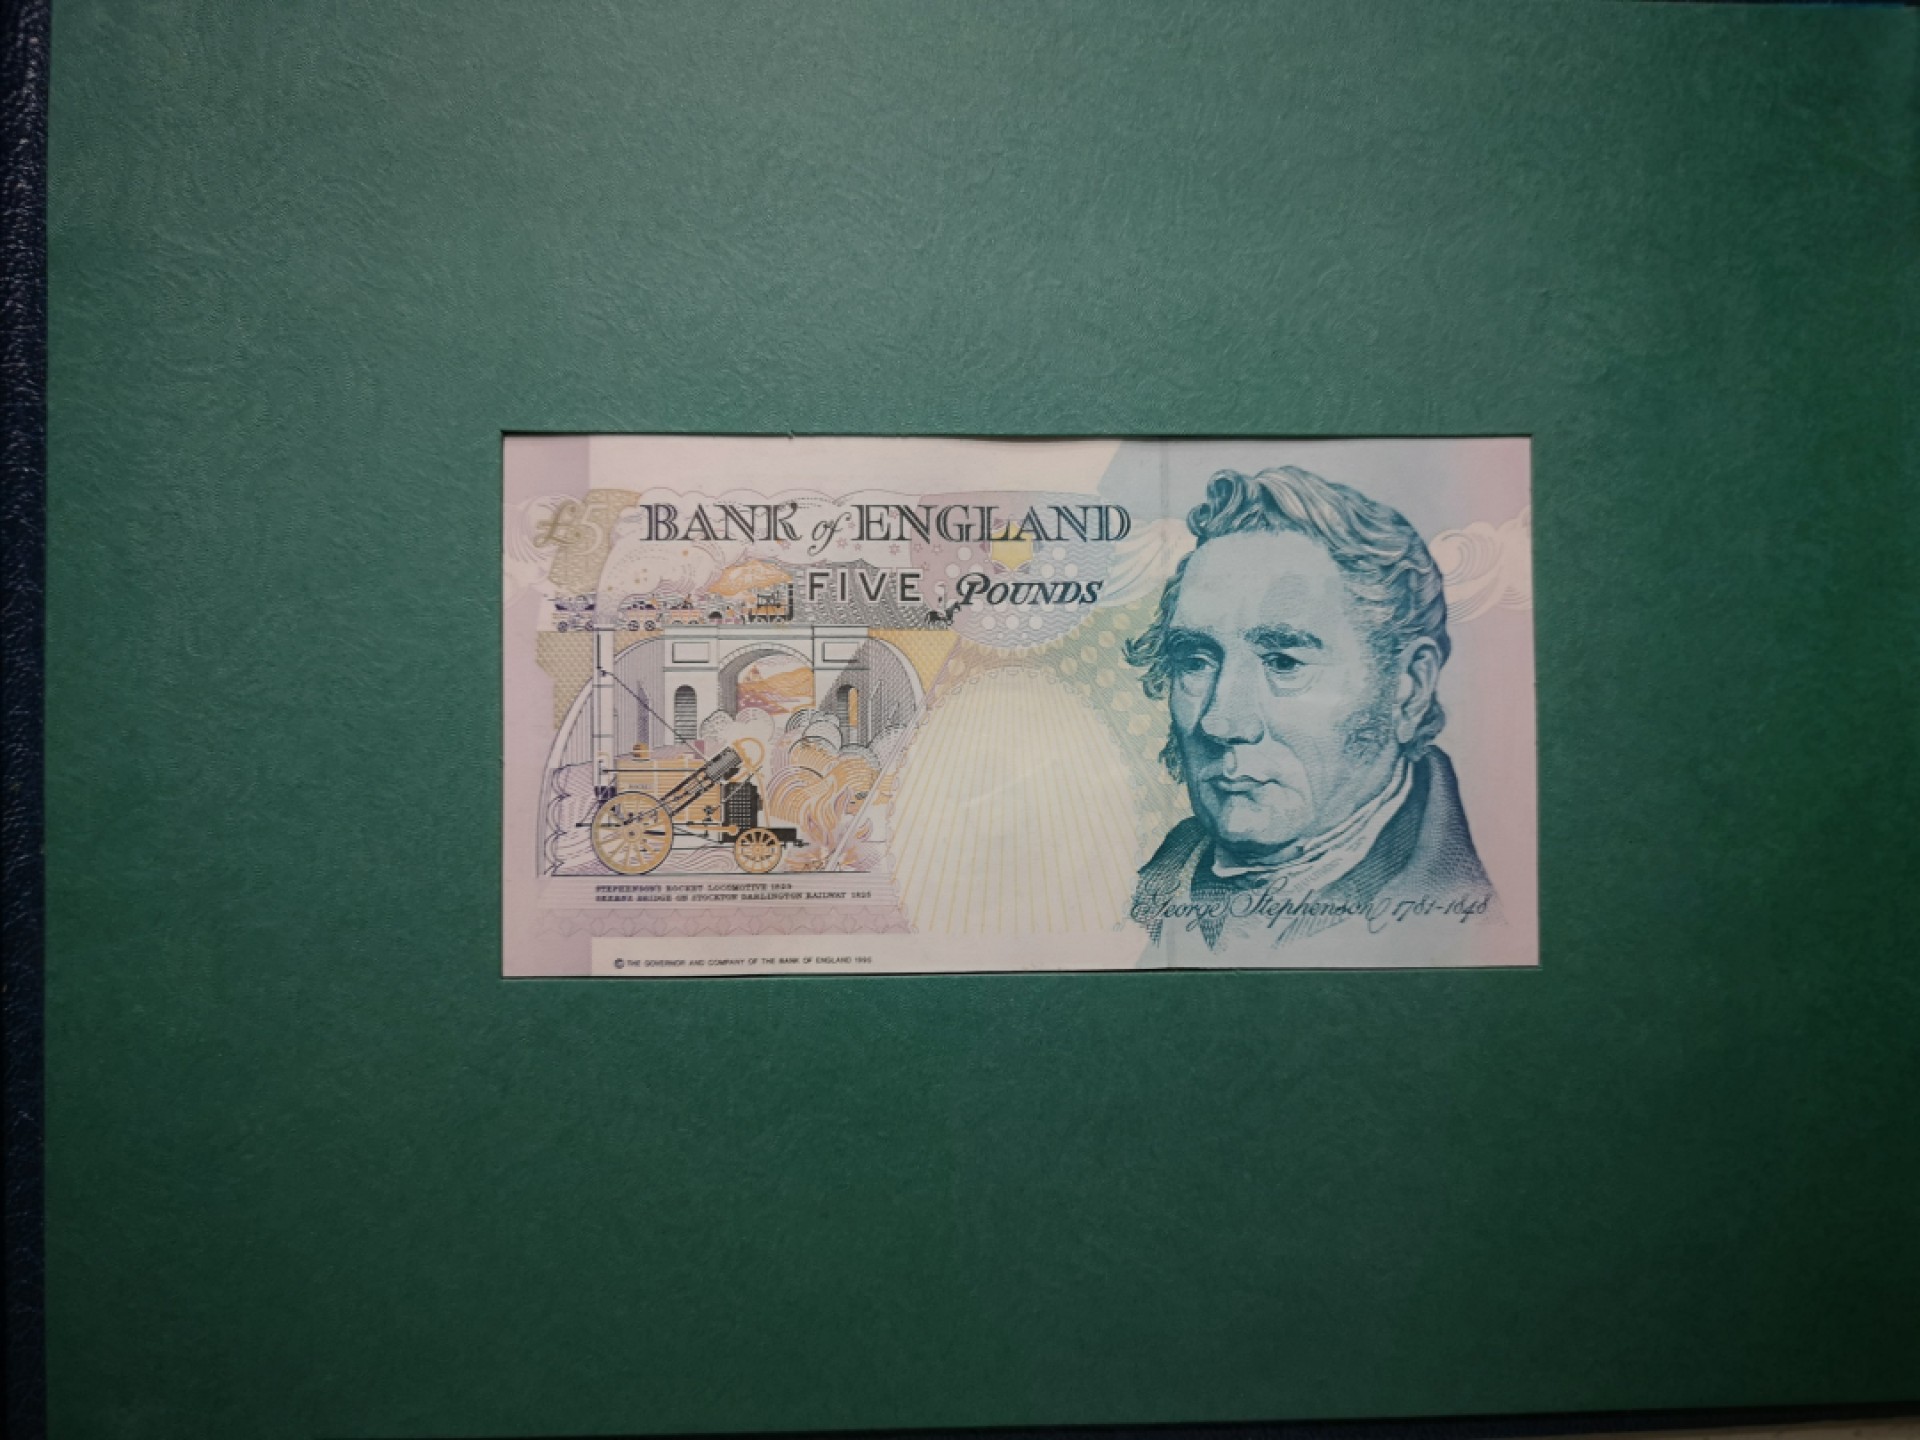 £5
BANK of ENGLAND
FIVE POUNDS
STEPHENSON'S ROCKET LOCOMOTIVE 1829
SKERNE BRIDGE ON STOCKTON DARLINGTON RAILWAY 1825
George Stephenson 1781-1848
© THE GOVERNOR AND COMPANY OF THE BANK OF ENGLAND 1990